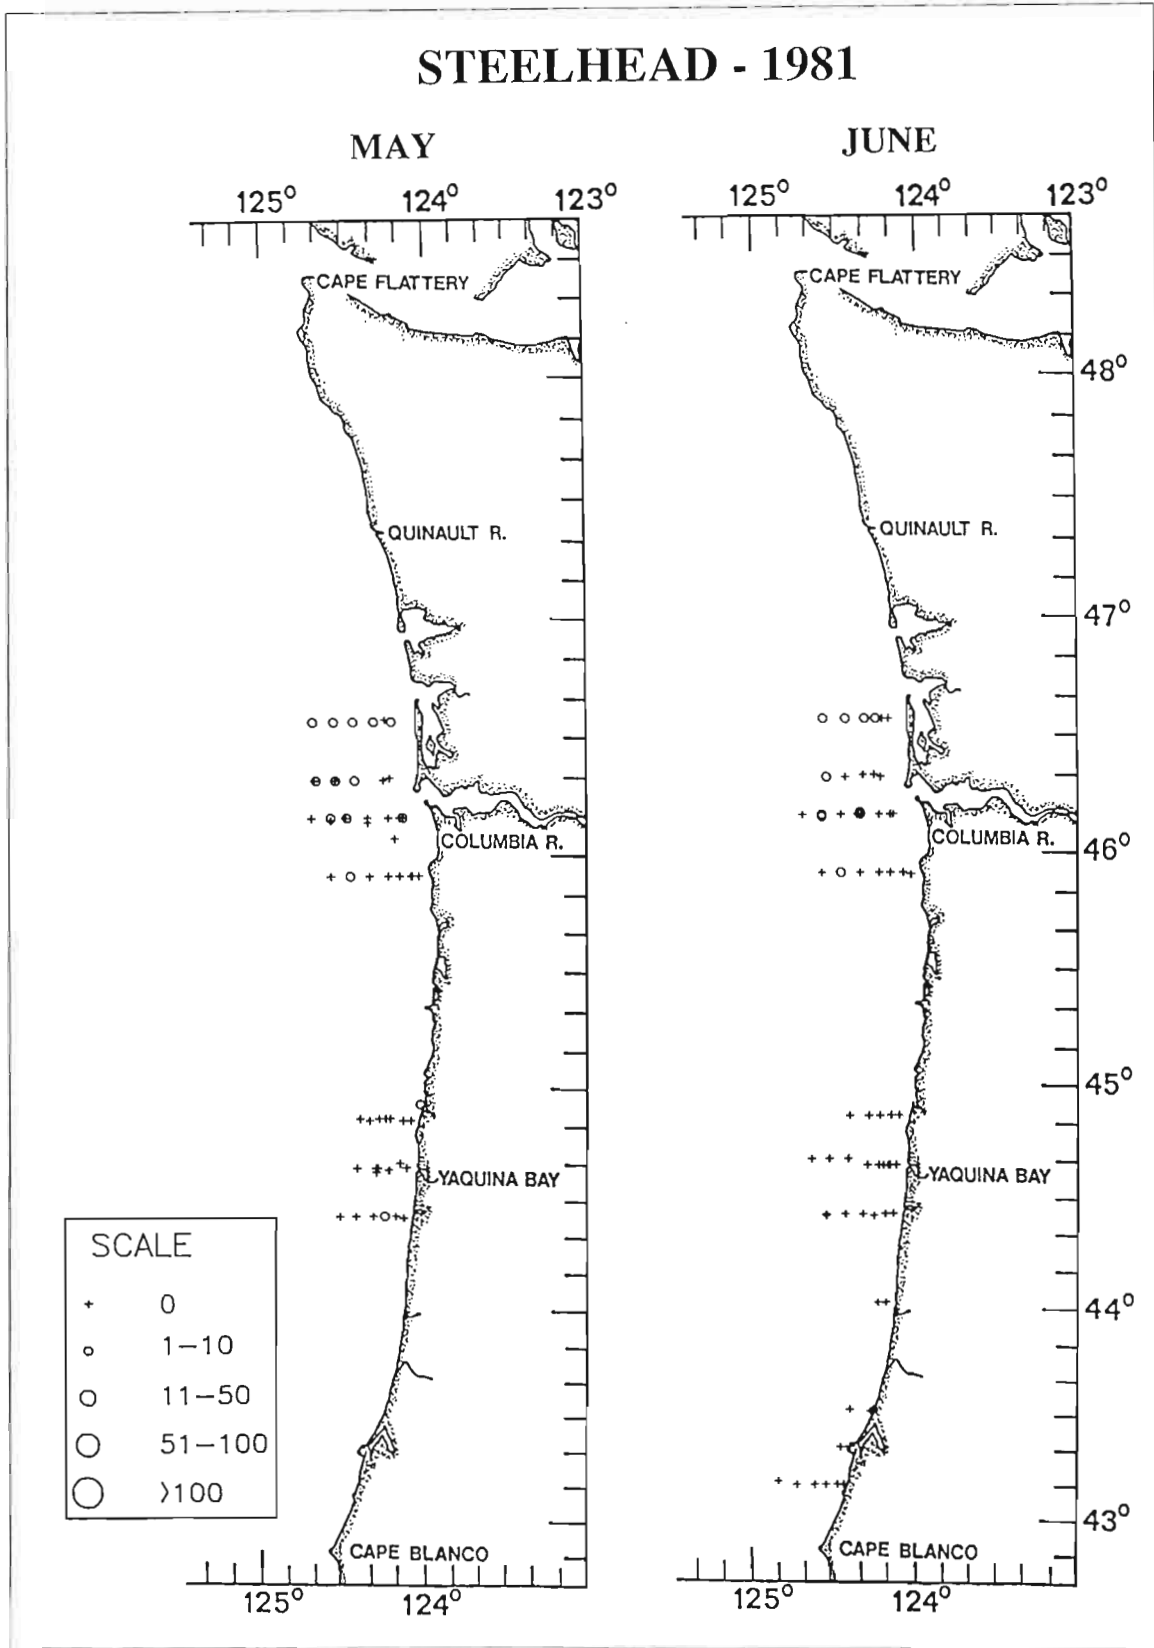 STEELHEAD - 1981
MAY
JUNE
125° 124° 123°
125° 124° 123°
CAPE FLATTERY
CAPE FLATTERY
48°
QUINAULT R.
QUINAULT R.
47°
COLUMBIA R.
COLUMBIA R.
46°
45°
YAQUINA BAY
YAQUINA BAY
SCALE
+ 0
1-10
11-50
51-100
>100
44°
43°
CAPE BLANCO
CAPE BLANCO
125° 124°
125° 124°